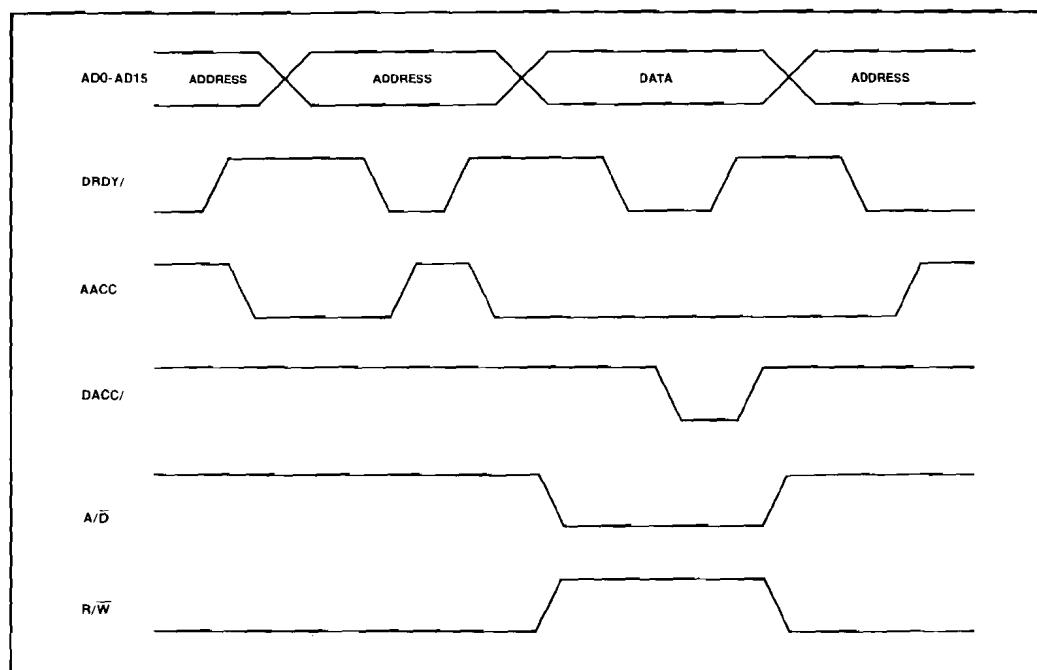 AD0-AD15 ADDRESS ADDRESS DATA ADDRESS
DRDY/
AACC
DACC/
A/D̅
R/W̅